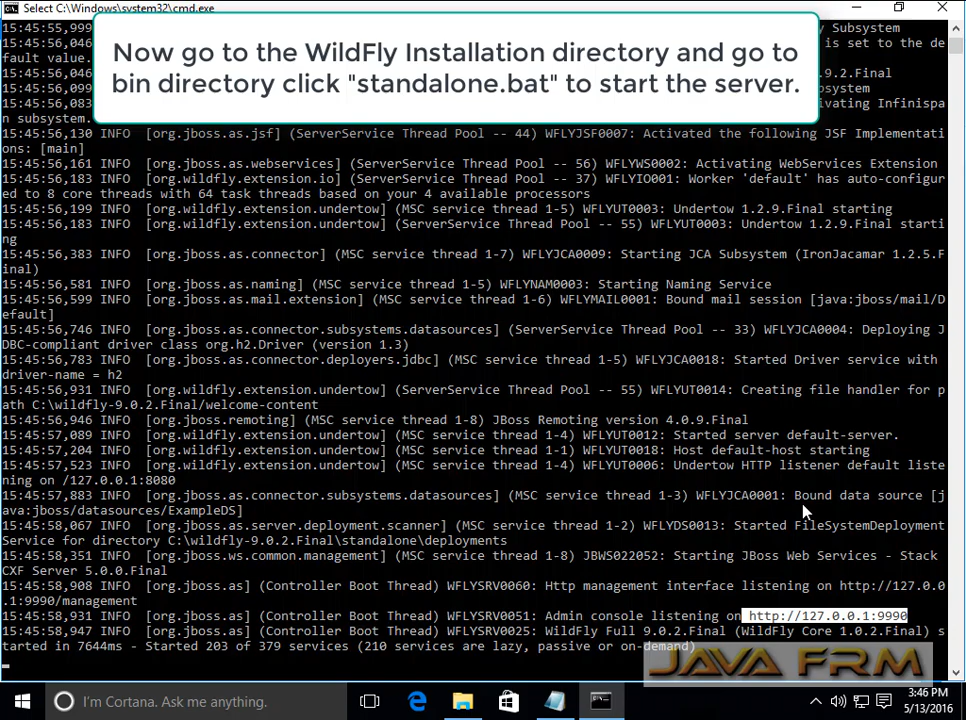 Select C:\Windows\system32\cmd.exe
Now go to the WildFly Installation directory and go to
bin directory click "standalone.bat" to start the server.
15:45:55,999
y Subsystem
15:45:56,046
is set to the de
fault value.
15:45:56,046
.9.2.Final
15:45:56,099
bsystem
15:45:56,083
vating Infinispa
n subsystem.
15:45:56,130 INFO  [org.jboss.as.jsf] (ServerService Thread Pool -- 44) WFLYJSF0007: Activated the following JSF Implementati
ons: [main]
15:45:56,161 INFO  [org.jboss.as.webservices] (ServerService Thread Pool -- 56) WFLYWS0002: Activating WebServices Extension
15:45:56,183 INFO  [org.wildfly.extension.io] (ServerService Thread Pool -- 37) WFLYIO001: Worker 'default' has auto-configur
ed to 8 core threads with 64 task threads based on your 4 available processors
15:45:56,199 INFO  [org.wildfly.extension.undertow] (MSC service thread 1-5) WFLYUT0003: Undertow 1.2.9.Final starting
15:45:56,183 INFO  [org.wildfly.extension.undertow] (ServerService Thread Pool -- 55) WFLYUT0003: Undertow 1.2.9.Final starti
ng
15:45:56,383 INFO  [org.jboss.as.connector] (MSC service thread 1-7) WFLYJCA0009: Starting JCA Subsystem (IronJacamar 1.2.5.F
inal)
15:45:56,581 INFO  [org.jboss.as.naming] (MSC service thread 1-5) WFLYNAM0003: Starting Naming Service
15:45:56,599 INFO  [org.jboss.as.mail.extension] (MSC service thread 1-6) WFLYMAIL0001: Bound mail session [java:jboss/mail/D
efault]
15:45:56,746 INFO  [org.jboss.as.connector.subsystems.datasources] (ServerService Thread Pool -- 33) WFLYJCA0004: Deploying J
DBC-compliant driver class org.h2.Driver (version 1.3)
15:45:56,783 INFO  [org.jboss.as.connector.deployers.jdbc] (MSC service thread 1-5) WFLYJCA0018: Started Driver service with
driver-name = h2
15:45:56,931 INFO  [org.wildfly.extension.undertow] (ServerService Thread Pool -- 55) WFLYUT0014: Creating file handler for p
ath C:\wildfly-9.0.2.Final/welcome-content
15:45:56,946 INFO  [org.jboss.remoting] (MSC service thread 1-8) JBoss Remoting version 4.0.9.Final
15:45:57,089 INFO  [org.wildfly.extension.undertow] (MSC service thread 1-4) WFLYUT0012: Started server default-server.
15:45:57,204 INFO  [org.wildfly.extension.undertow] (MSC service thread 1-1) WFLYUT0018: Host default-host starting
15:45:57,523 INFO  [org.wildfly.extension.undertow] (MSC service thread 1-4) WFLYUT0006: Undertow HTTP listener default liste
ning on /127.0.0.1:8080
15:45:57,883 INFO  [org.jboss.as.connector.subsystems.datasources] (MSC service thread 1-3) WFLYJCA0001: Bound data source [j
ava:jboss/datasources/ExampleDS]
15:45:58,067 INFO  [org.jboss.as.server.deployment.scanner] (MSC service thread 1-2) WFLYDS0013: Started FileSystemDeployment
Service for directory C:\wildfly-9.0.2.Final\standalone\deployments
15:45:58,351 INFO  [org.jboss.ws.common.management] (MSC service thread 1-8) JBWS022052: Starting JBoss Web Services - Stack
CXF Server 5.0.0.Final
15:45:58,908 INFO  [org.jboss.as] (Controller Boot Thread) WFLYSRV0060: Http management interface listening on http://127.0.0
.1:9990/management
15:45:58,931 INFO  [org.jboss.as] (Controller Boot Thread) WFLYSRV0051: Admin console listening on http://127.0.0.1:9990
15:45:58,947 INFO  [org.jboss.as] (Controller Boot Thread) WFLYSRV0025: WildFly Full 9.0.2.Final (WildFly Core 1.0.2.Final) s
tarted in 7644ms - Started 203 of 379 services (210 services are lazy, passive or on-demand)
JAVA FRM
I'm Cortana. Ask me anything.
3:46 PM
5/13/2016